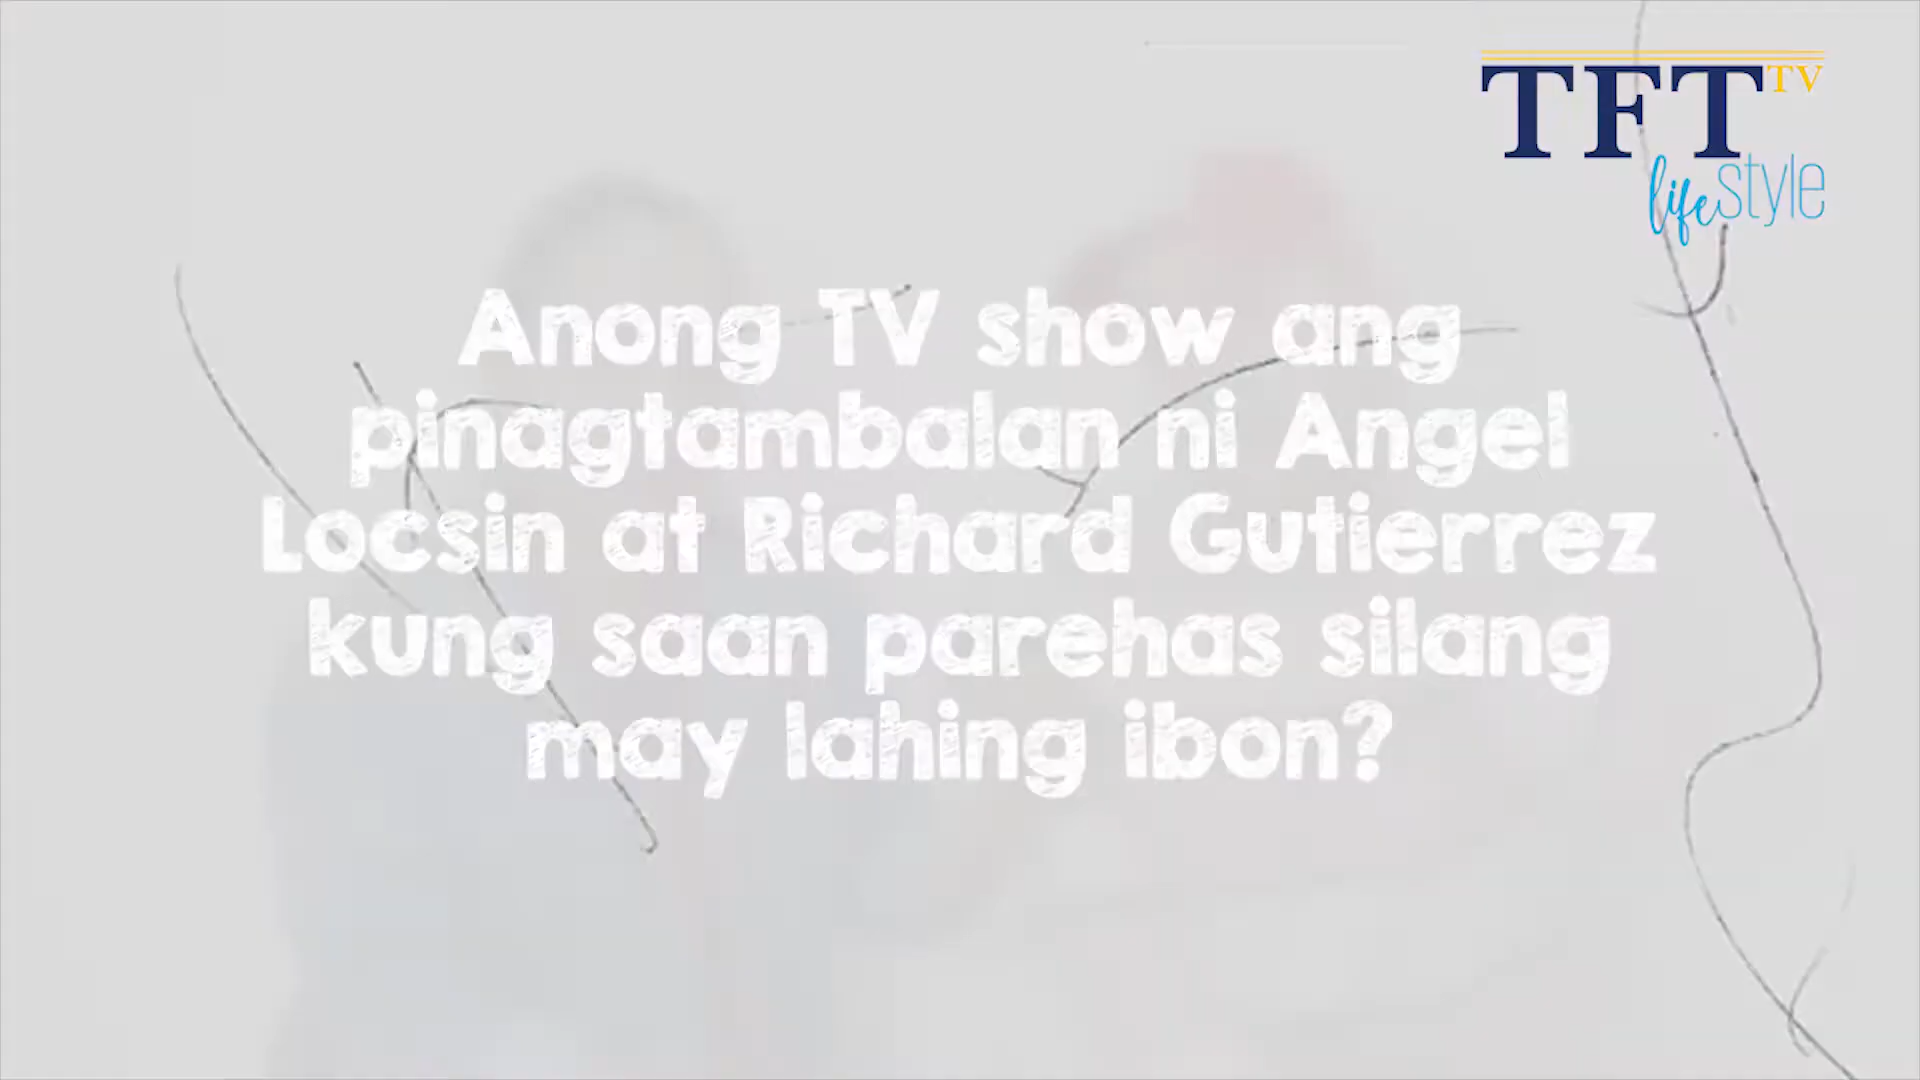 TFT TV
lifestyle
Anong TV show ang
pinagtambalan ni Angel
Locsin at Richard Gutierrez
kung saan parehas silang
may lahing ibon?